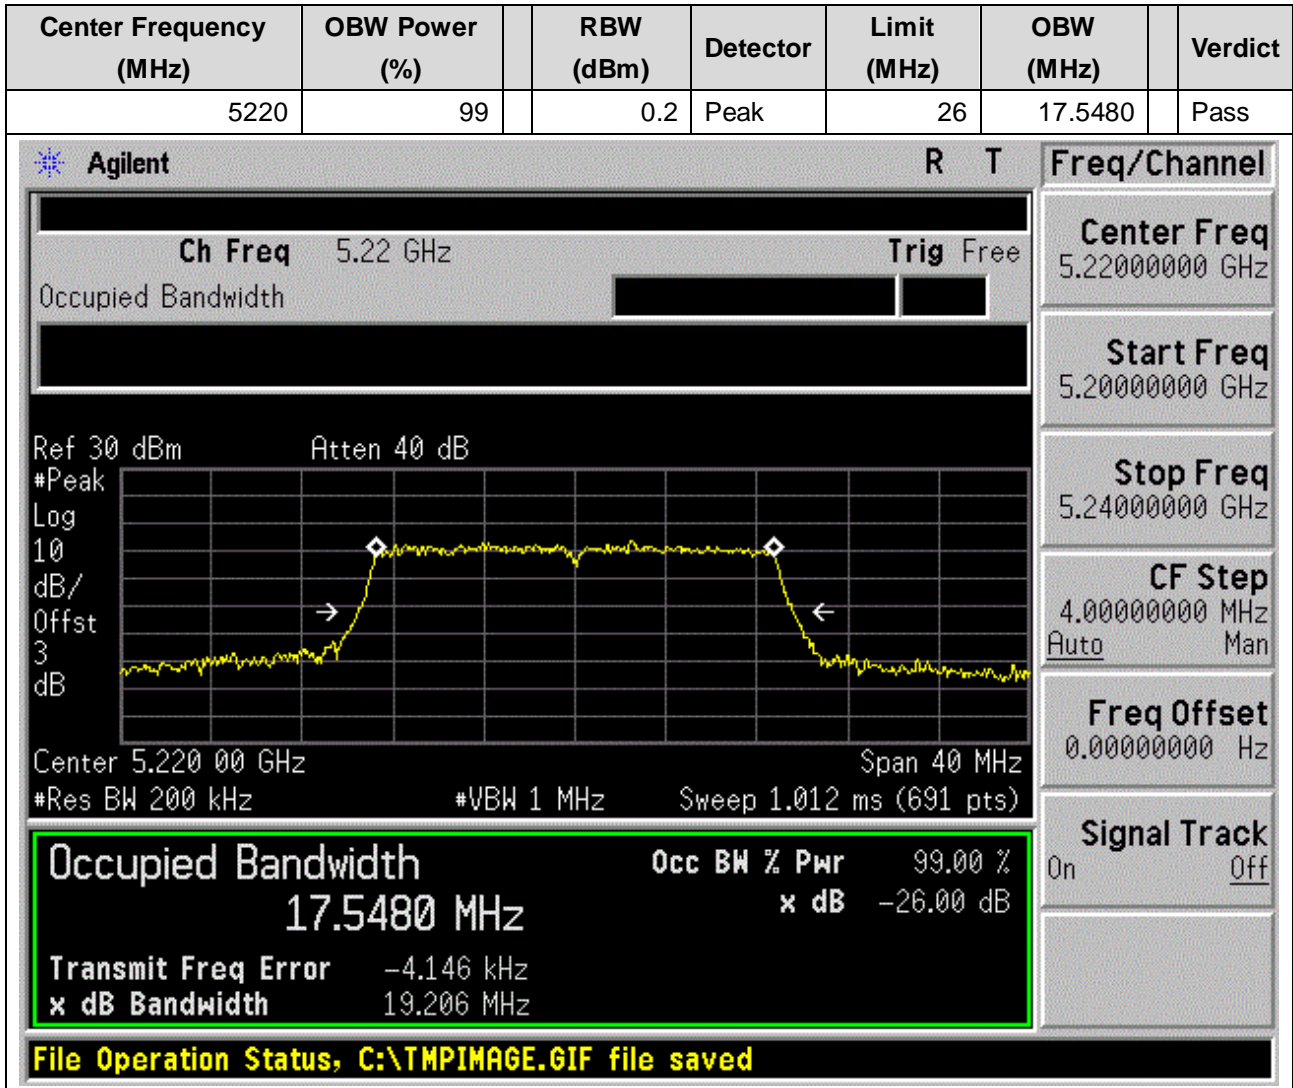 Center Frequency (MHz) OBW Power (%) RBW (dBm) Detector Limit (MHz) OBW (MHz) Verdict
5220 99 0.2 Peak 26 17.5480 Pass
Agilent R T Freq/Channel
Ch Freq 5.22 GHz Trig Free
Occupied Bandwidth
Center Freq
5.22000000 GHz
Start Freq
5.20000000 GHz
Stop Freq
5.24000000 GHz
CF Step
4.00000000 MHz
Auto Man
Freq Offset
0.00000000 Hz
Signal Track
On Off
Ref 30 dBm Atten 40 dB
#Peak
Log
10
dB/
Offst
3
dB
Center 5.220 00 GHz Span 40 MHz
#Res BW 200 kHz #VBW 1 MHz Sweep 1.012 ms (691 pts)
Occupied Bandwidth
17.5480 MHz
Occ BW % Pwr 99.00 %
x dB -26.00 dB
Transmit Freq Error -4.146 kHz
x dB Bandwidth 19.206 MHz
File Operation Status, C:\TMPIMAGE.GIF file saved